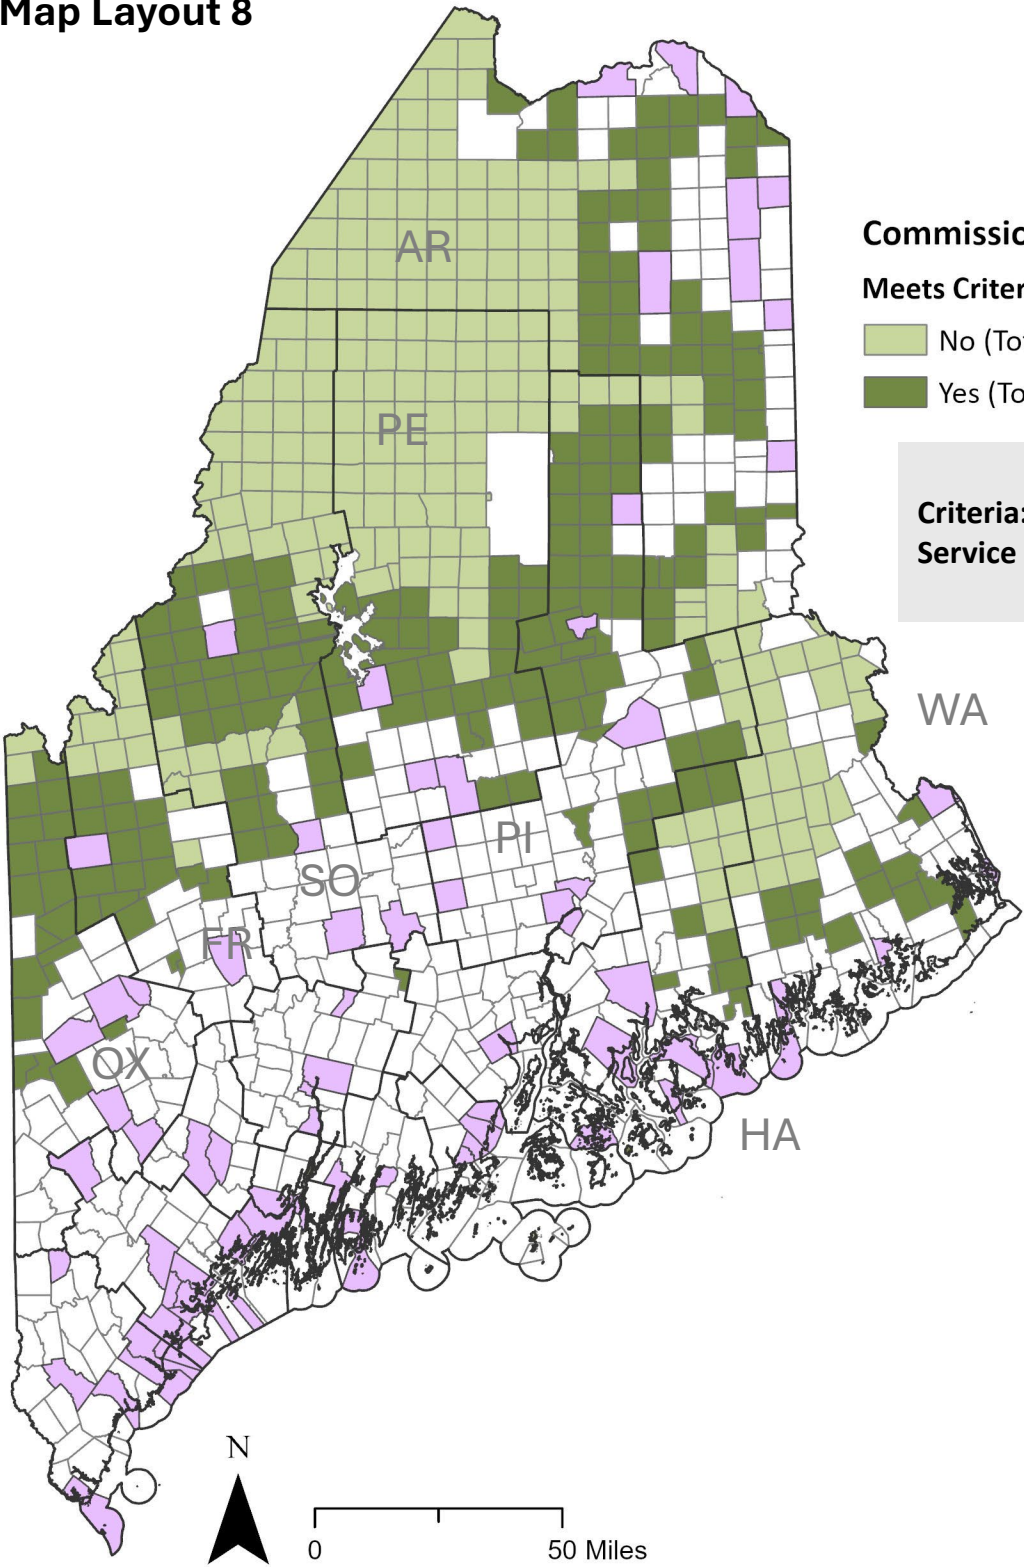 Map Layout 8
Commissio
Meets Criter
No (Tot
Yes (To
Criteria:
Service
AR
PE
WA
PI
SO
FR
OX
HA
N
0 50 Miles